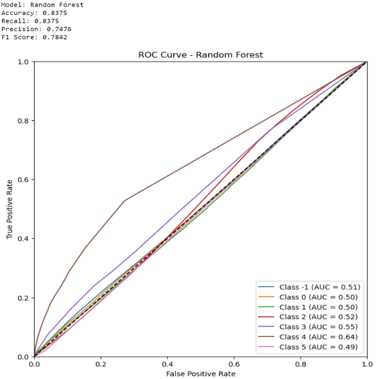 Model: Random Forest
Accuracy: 0.8375
Recall: 0.8375
Precision: 0.7476
F1 Score: 0.7842
ROC Curve - Random Forest
1.0
0.8
0.6
0.4
0.2
0.0
True Positive Rate
Class -1 (AUC = 0.51)
Class 0 (AUC = 0.50)
Class 1 (AUC = 0.50)
Class 2 (AUC = 0.52)
Class 3 (AUC = 0.55)
Class 4 (AUC = 0.64)
Class 5 (AUC = 0.49)
0.0 0.2 0.4 0.6 0.8 1.0
False Positive Rate